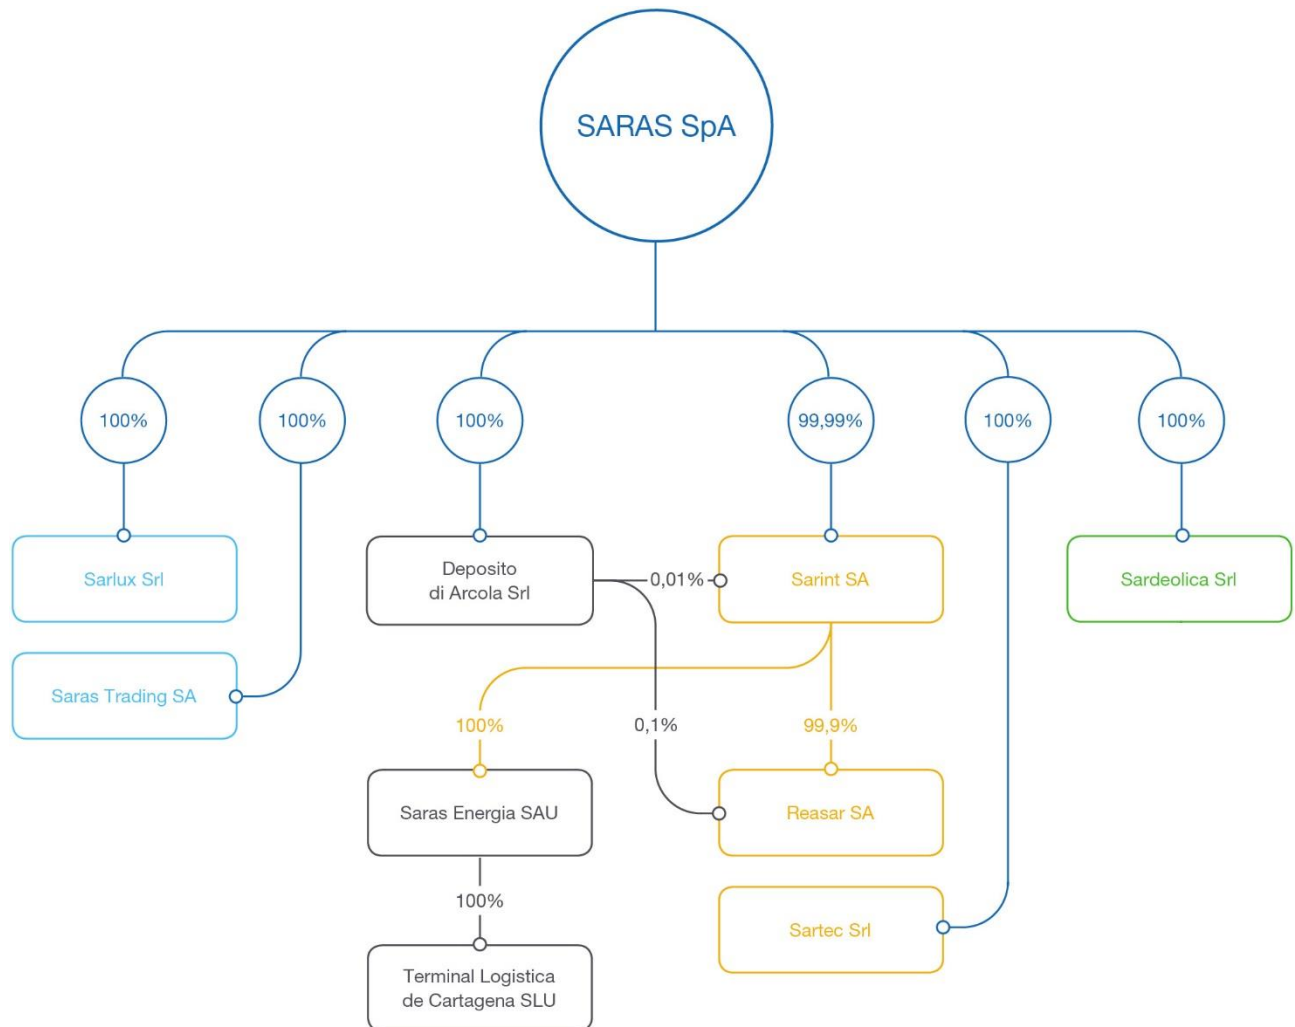 SARAS SpA
100%
100%
100%
99,99%
100%
100%
Sarlux Srl
Deposito
di Arcola Srl
0,01%
Sarint SA
Sardeolica Srl
Saras Trading SA
100%
0,1%
99,9%
Saras Energia SAU
Reasar SA
100%
Sartec Srl
Terminal Logistica
de Cartagena SLU